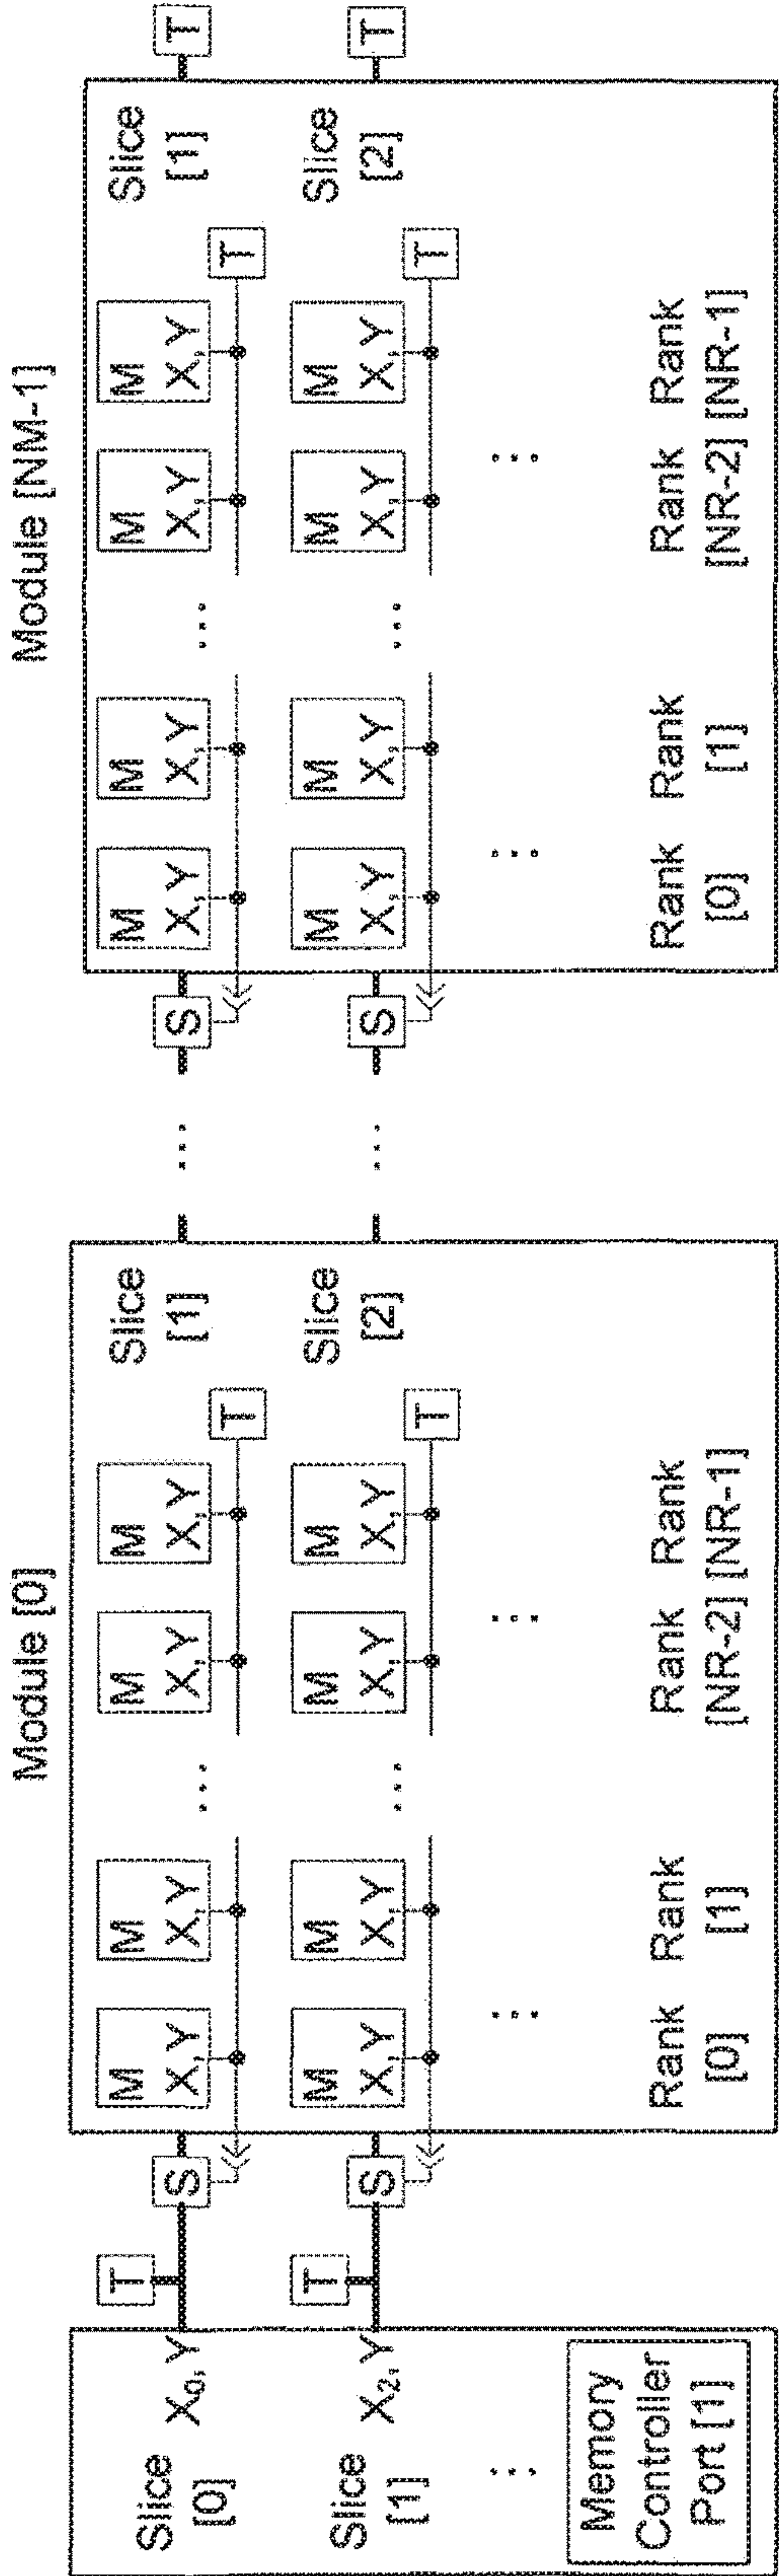 Slice
[0]
X₀, Y
Slice
[1]
X₂, Y
...
Memory
Controller
Port [1]
T
T
S
S
Module [0]
M
X, Y
M
X, Y
...
M
X, Y
M
X, Y
T
Slice
[1]
M
X, Y
M
X, Y
...
M
X, Y
M
X, Y
T
Slice
[2]
...
...
Rank
[0]
Rank
[1]
Rank
[NR-2]
Rank
[NR-1]
...
...
S
S
Module [NM-1]
M
X, Y
M
X, Y
...
M
X, Y
M
X, Y
T
Slice
[1]
M
X, Y
M
X, Y
...
M
X, Y
M
X, Y
T
Slice
[2]
...
...
Rank
[0]
Rank
[1]
Rank
[NR-2]
Rank
[NR-1]
T
T